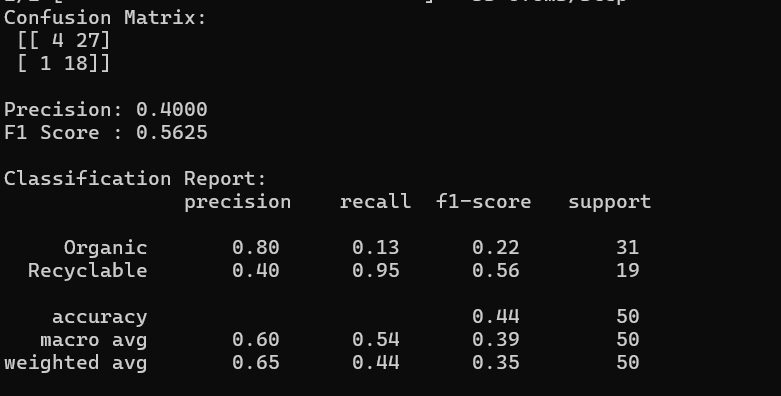 Confusion Matrix:
[[ 4 27]
[ 1 18]]
Precision: 0.4000
F1 Score : 0.5625
Classification Report:
precision recall f1-score support
Organic 0.80 0.13 0.22 31
Recyclable 0.40 0.95 0.56 19
accuracy 0.44 50
macro avg 0.60 0.54 0.39 50
weighted avg 0.65 0.44 0.35 50